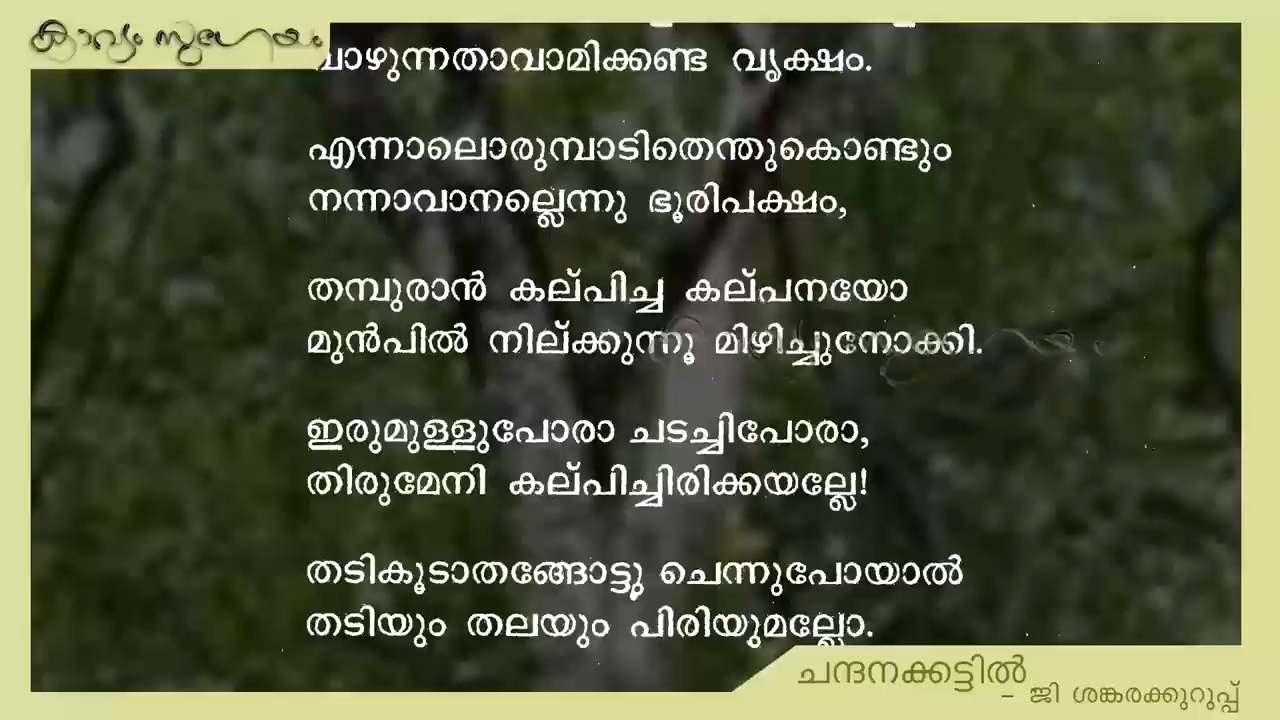 കാവ്യം സുഗേയം
വാഴുന്നതാവാമിക്കണ്ട വൃക്ഷം.
എന്നാലൊരുമ്പാടിതെന്തുകൊണ്ടും
നന്നാവാനല്ലെന്നു ഭൂരിപക്ഷം,
തമ്പുരാൻ കല്പിച്ച കല്പനയോ
മുൻപിൽ നില്ക്കുന്നൂ മിഴിച്ചുനോക്കി.
ഇരുമുള്ളുപോരാ ചടച്ചിപോരാ,
തിരുമേനി കല്പിച്ചിരിക്കയല്ലേ!
തടികൂടാതങ്ങോട്ടു ചെന്നുപോയാൽ
തടിയും തലയും പിരിയുമല്ലോ.
ചന്ദനക്കട്ടിൽ
– ജി ശങ്കരക്കുറുപ്പ്